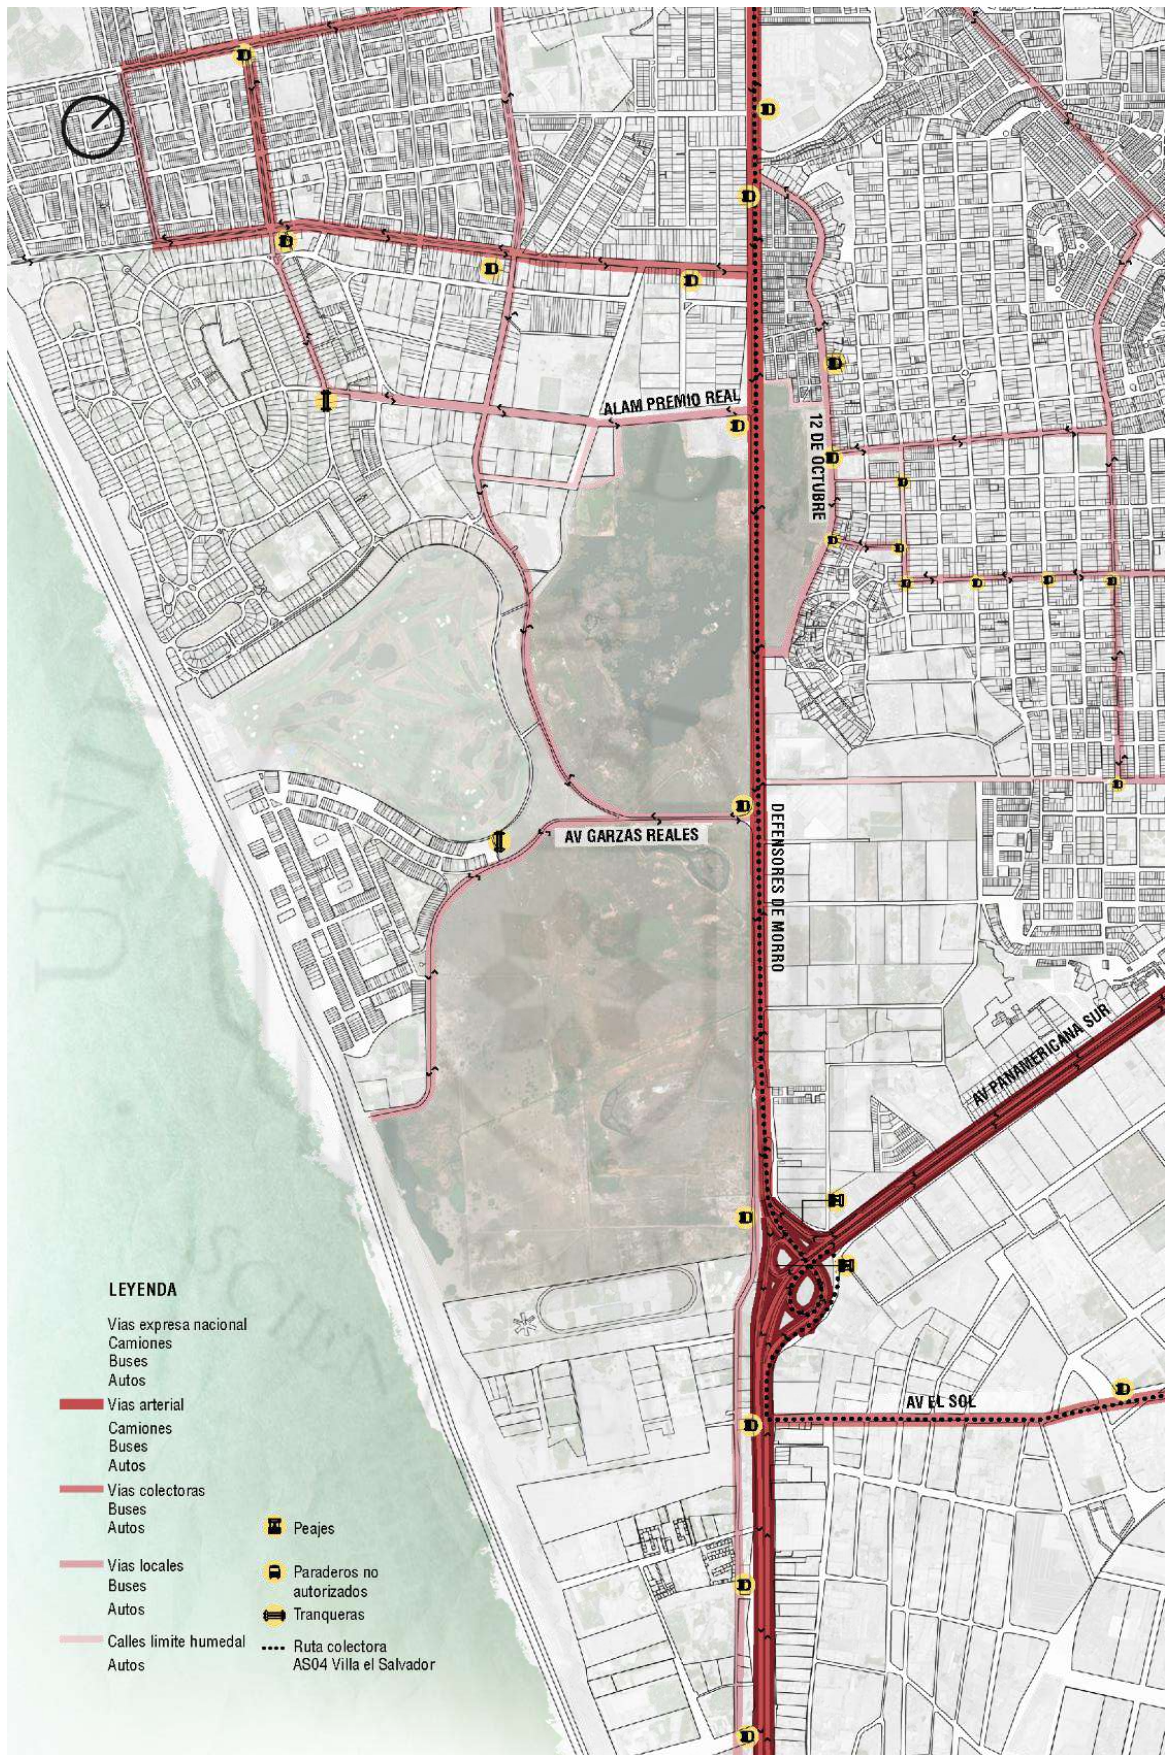 ALAM PREMIO REAL
12 DE OCTUBRE
AV GARZAS REALES
DEFENSORES DE MORRO
AV PANAMERICANA SUR
AV EL SOL
LEYENDA
Vias expresa nacional
Camiones
Buses
Autos
Vias arterial
Camiones
Buses
Autos
Vias colectoras
Buses
Autos
Vias locales
Buses
Autos
Calles limite humedal
Autos
Peajes
Paraderos no
autorizados
Tranqueras
Ruta colectora
AS04 Villa el Salvador